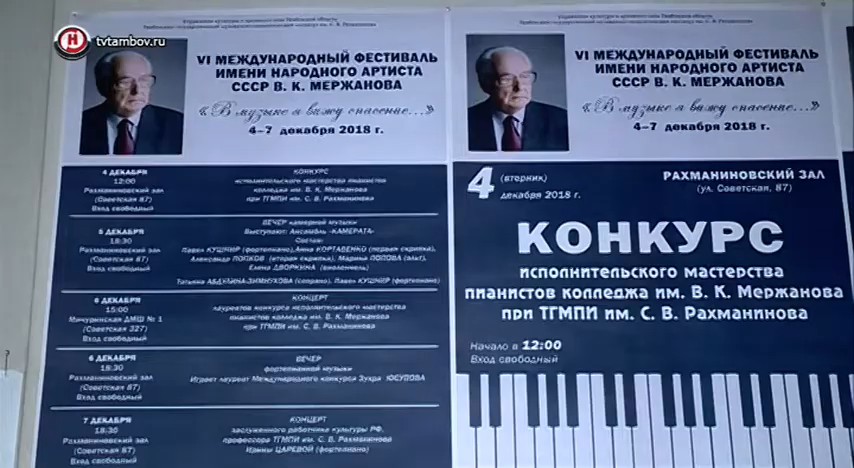 tvtambov.ru
VI МЕЖДУНАРОДНЫЙ ФЕСТИВАЛЬ
ИМЕНИ НАРОДНОГО АРТИСТА
СССР В. К. МЕРЖАНОВА
«В музыке я вижу спасение...»
4-7 декабря 2018 г.
4 ДЕКАБРЯ
12:00
Рахманиновский зал
(Советская 87)
Вход свободный
КОНКУРС
исполнительского мастерства пианистов
колледжа им. В. К. Мержанова
при ТГМПИ им. С. В. Рахманинова
5 ДЕКАБРЯ
18:30
Рахманиновский зал
(Советская 87)
Вход свободный
ВЕЧЕР камерной музыки
Выступают: Ансамбль «КАМЕРАТА»
Состав:
Павел КУШНИР (фортепиано), Анна КОРТАВЕНКО (первая скрипка),
Александр ПОПКОВ (вторая скрипка), Марина ПОПОВА (альт),
Елена ДВОРКИНА (виолончель)
Татьяна АБДУЛИНА-ЗИМНУХОВА (сопрано), Павел КУШНИР (фортепиано)
6 ДЕКАБРЯ
15:00
Мичуринская ДМШ № 1
(Советская 327)
Вход свободный
КОНЦЕРТ
лауреатов конкурса исполнительского мастерства
пианистов колледжа им. В. К. Мержанова
при ТГМПИ им. С. В. Рахманинова
6 ДЕКАБРЯ
18:30
Рахманиновский зал
(Советская 87)
Вход свободный
ВЕЧЕР
фортепианной музыки
Играет лауреат Международного конкурса Зухра ЮСУПОВА
7 ДЕКАБРЯ
18:30
Рахманиновский зал
(Советская 87)
Вход свободный
КОНЦЕРТ
заслуженного работника культуры РФ,
профессора ТГМПИ им. С. В. Рахманинова
Ирины ЦАРЕВОЙ (фортепиано)
VI МЕЖДУНАРОДНЫЙ ФЕСТИВАЛЬ
ИМЕНИ НАРОДНОГО АРТИСТА
СССР В. К. МЕРЖАНОВА
«В музыке я вижу спасение...»
4-7 декабря 2018 г.
4 (вторник)
декабря 2018 г.
РАХМАНИНОВСКИЙ ЗАЛ
(ул. Советская, 87)
КОНКУРС
исполнительского мастерства
пианистов колледжа им. В. К. Мержанова
при ТГМПИ им. С. В. Рахманинова
Начало в 12:00
Вход свободный